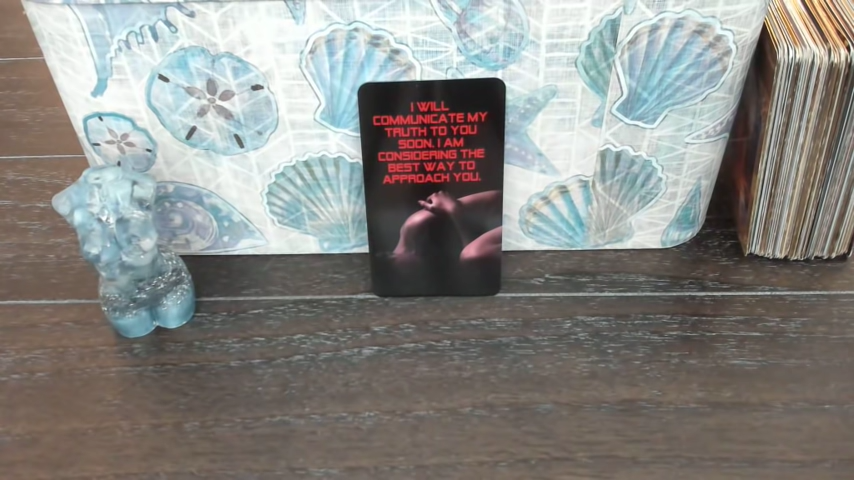 I WILL
COMMUNICATE MY
TRUTH TO YOU
SOON. I AM
CONSIDERING THE
BEST WAY TO
APPROACH YOU.